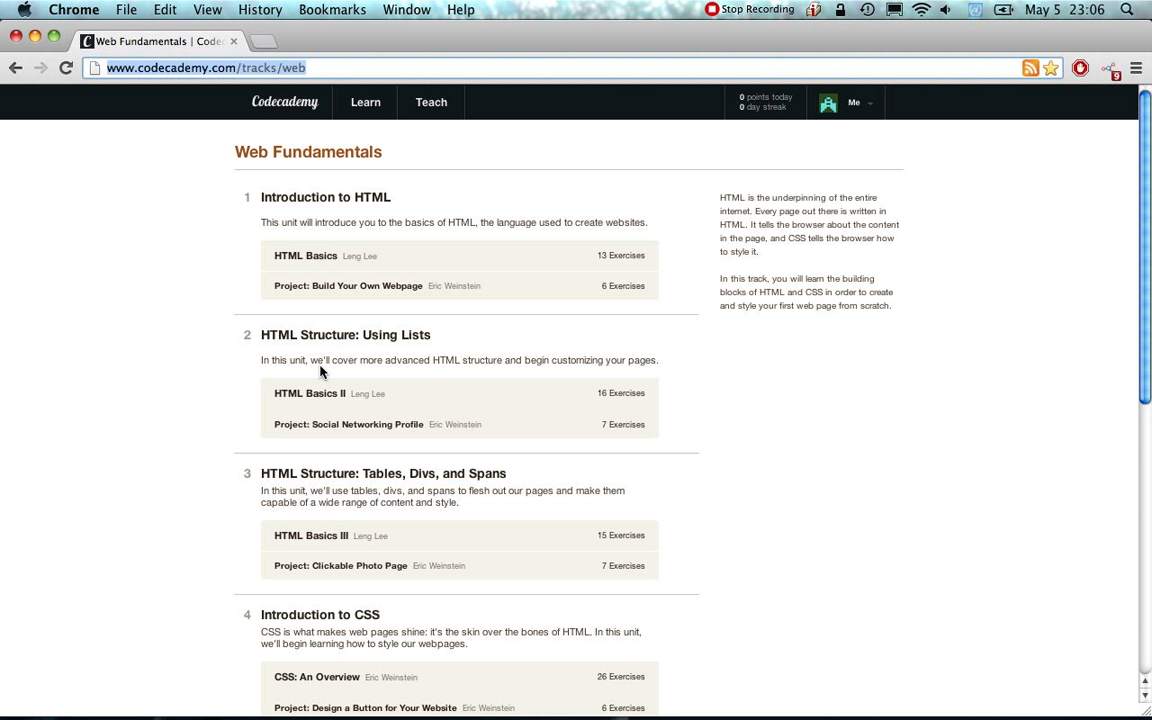 Chrome File Edit View History Bookmarks Window Help Stop Recording May 5 23:06
Web Fundamentals | Codec
www.codecademy.com/tracks/web
9
Codecademy Learn Teach 0 points today Me
0 day streak
Web Fundamentals
1 Introduction to HTML
This unit will introduce you to the basics of HTML, the language used to create websites.
HTML Basics Leng Lee 13 Exercises
Project: Build Your Own Webpage Eric Weinstein 6 Exercises
HTML is the underpinning of the entire
internet. Every page out there is written in
HTML. It tells the browser about the content
in the page, and CSS tells the browser how
to style it.
In this track, you will learn the building
blocks of HTML and CSS in order to create
and style your first web page from scratch.
2 HTML Structure: Using Lists
In this unit, we'll cover more advanced HTML structure and begin customizing your pages.
HTML Basics II Leng Lee 16 Exercises
Project: Social Networking Profile Eric Weinstein 7 Exercises
3 HTML Structure: Tables, Divs, and Spans
In this unit, we'll use tables, divs, and spans to flesh out our pages and make them
capable of a wide range of content and style.
HTML Basics III Leng Lee 15 Exercises
Project: Clickable Photo Page Eric Weinstein 7 Exercises
4 Introduction to CSS
CSS is what makes web pages shine: it's the skin over the bones of HTML. In this unit,
we'll begin learning how to style our webpages.
CSS: An Overview Eric Weinstein 26 Exercises
Project: Design a Button for Your Website Eric Weinstein 6 Exercises